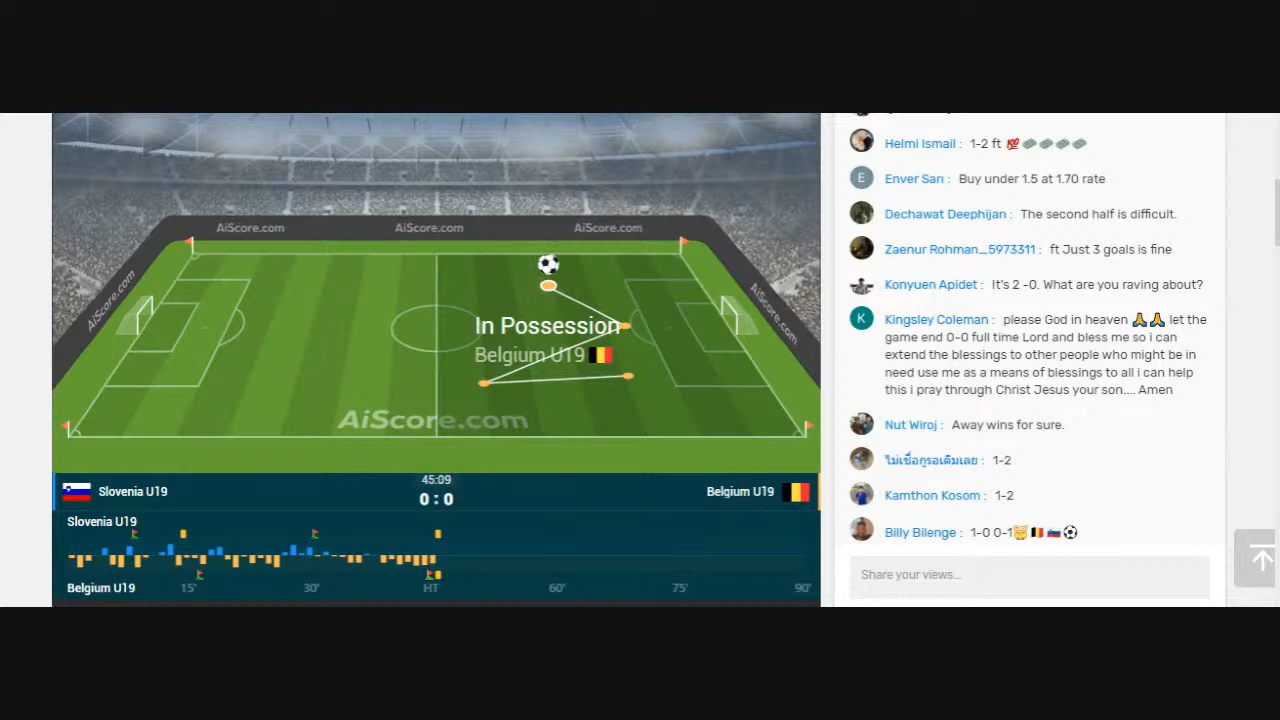 AiScore.com
AiScore.com
AiScore.com
AiScore.com
AiScore.com
In Possession
Belgium U19
AiScore.com
45:09
Slovenia U19
0 : 0
Belgium U19
Slovenia U19
Belgium U19
15'
30'
HT
60'
75'
90'
Helmi Ismail : 1-2 ft 💯
E
Enver Sarı : Buy under 1.5 at 1.70 rate
Dechawat Deephijan : The second half is difficult.
Zaenur Rohman_5973311 : ft Just 3 goals is fine
Konyuen Apidet : It's 2 -0. What are you raving about?
K
Kingsley Coleman : please God in heaven 🙏🙏 let the
game end 0-0 full time Lord and bless me so i can
extend the blessings to other people who might be in
need use me as a means of blessings to all i can help
this i pray through Christ Jesus your son.... Amen
Nut Wiroj : Away wins for sure.
ไม่เชื่อกูรอเติมเลย : 1-2
Kamthon Kosom : 1-2
Billy Bilenge : 1-0 0-1
Share your views...